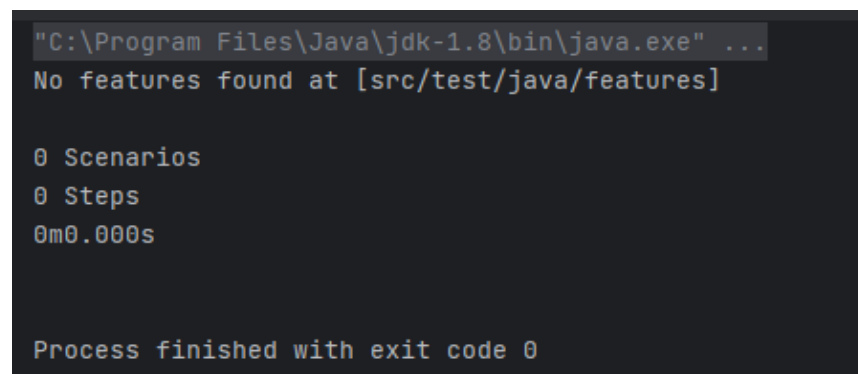 "C:\Program Files\Java\jdk-1.8\bin\java.exe" ...
No features found at [src/test/java/features]
0 Scenarios
0 Steps
0m0.000s
Process finished with exit code 0